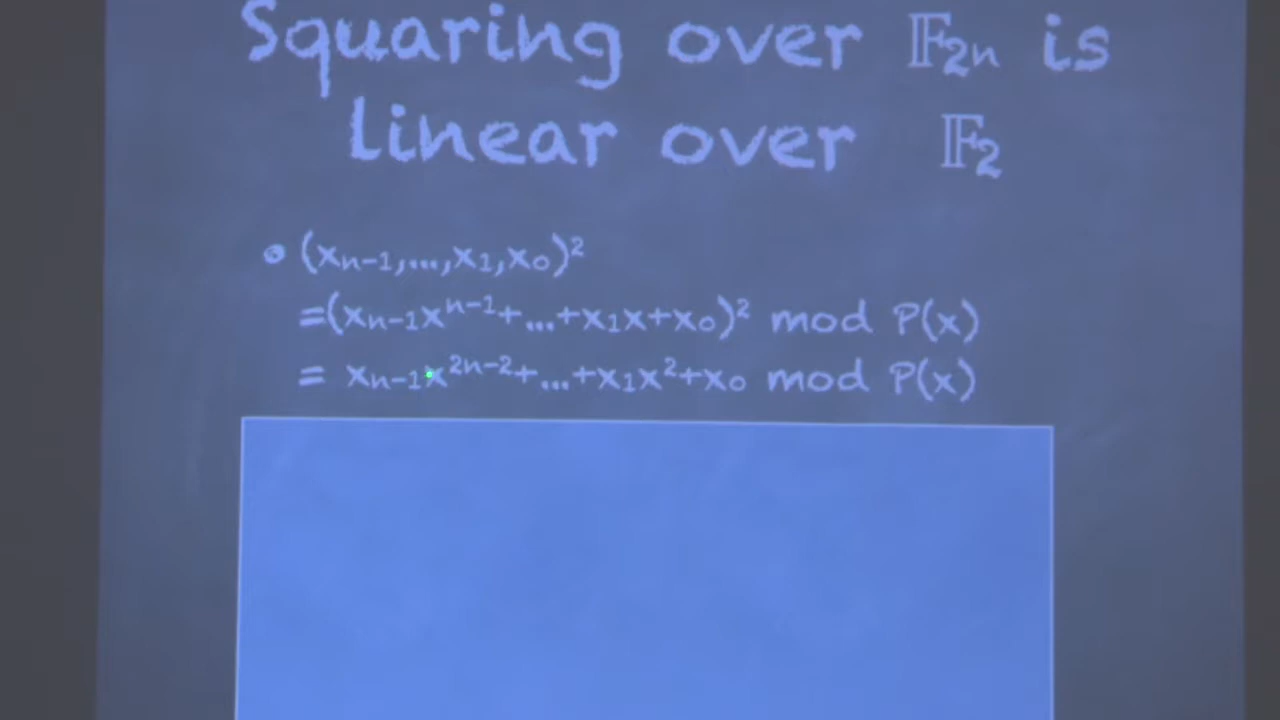 Squaring over 𝔽₂n is
linear over 𝔽₂
• (xₙ₋₁,...,x₁,x₀)²
=(xₙ₋₁xⁿ⁻¹+...+x₁x+x₀)² mod P(x)
= xₙ₋₁x²ⁿ⁻²+...+x₁x²+x₀ mod P(x)